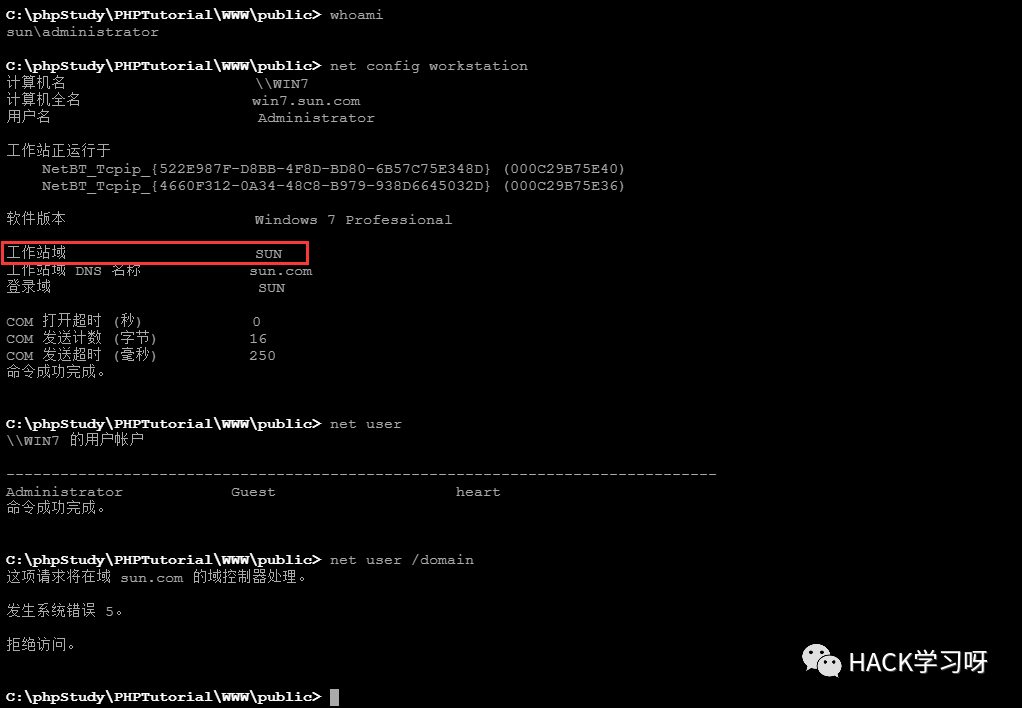 C:\phpStudy\PHPTutorial\WWW\public> whoami
sun\administrator
C:\phpStudy\PHPTutorial\WWW\public> net config workstation
计算机名 \\WIN7
计算机全名 win7.sun.com
用户名 Administrator
工作站正运行于
NetBT_Tcpip_{522E987F-D8BB-4F8D-BD80-6B57C75E348D} (000C29B75E40)
NetBT_Tcpip_{4660F312-0A34-48C8-B979-938D6645032D} (000C29B75E36)
软件版本 Windows 7 Professional
工作站域 SUN
工作站域 DNS 名称 sun.com
登录域 SUN
COM 打开超时 (秒) 0
COM 发送计数 (字节) 16
COM 发送超时 (毫秒) 250
命令成功完成。
C:\phpStudy\PHPTutorial\WWW\public> net user
\\WIN7 的用户帐户
-------------------------------------------------------------------------------
Administrator Guest heart
命令成功完成。
C:\phpStudy\PHPTutorial\WWW\public> net user /domain
这项请求将在域 sun.com 的域控制器处理。
发生系统错误 5。
拒绝访问。
HACK学习呀
C:\phpStudy\PHPTutorial\WWW\public>